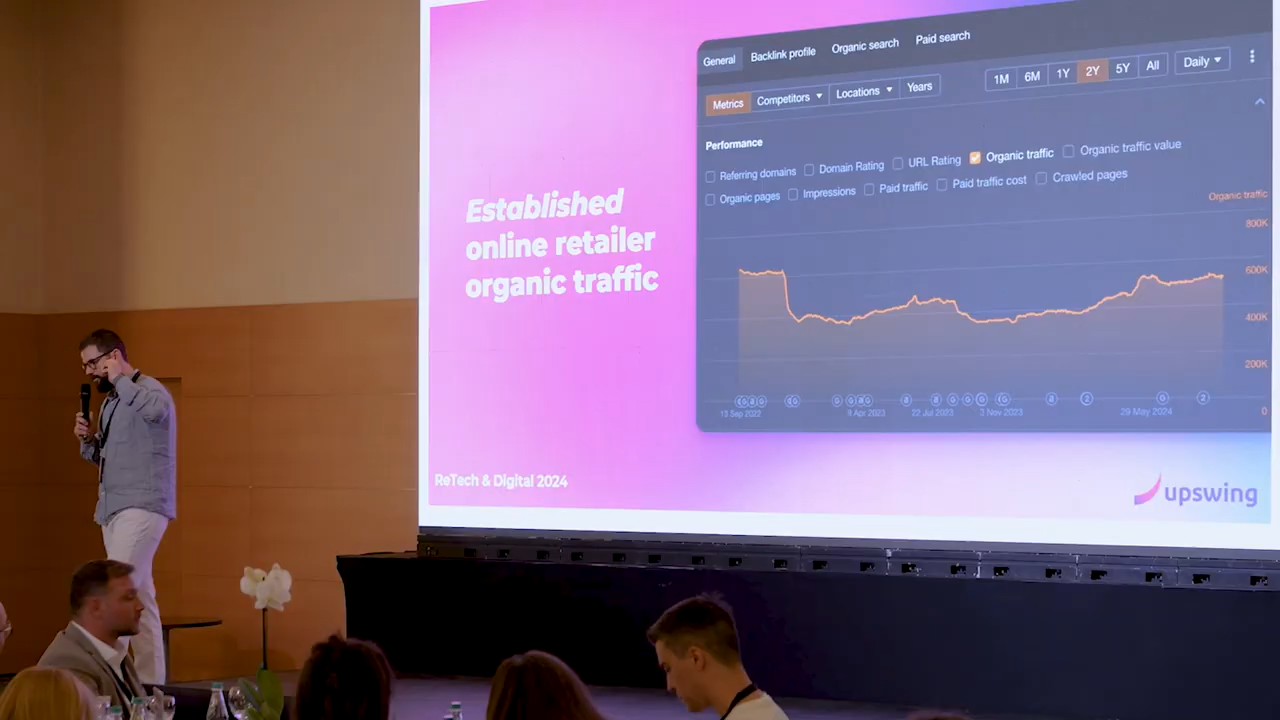 Established
online retailer
organic traffic
ReTech & Digital 2024
General Backlink profile Organic search Paid search
Metrics Competitors Locations Years 1M 6M 1Y 2Y 5Y All Daily
Performance
Referring domains Domain Rating URL Rating Organic traffic Organic traffic value
Organic pages Impressions Paid traffic Paid traffic cost Crawled pages
Organic traffic
800K
600K
400K
200K
0
13 Sep 2022 9 Apr 2023 22 Jul 2023 3 Nov 2023 29 May 2024
upswing